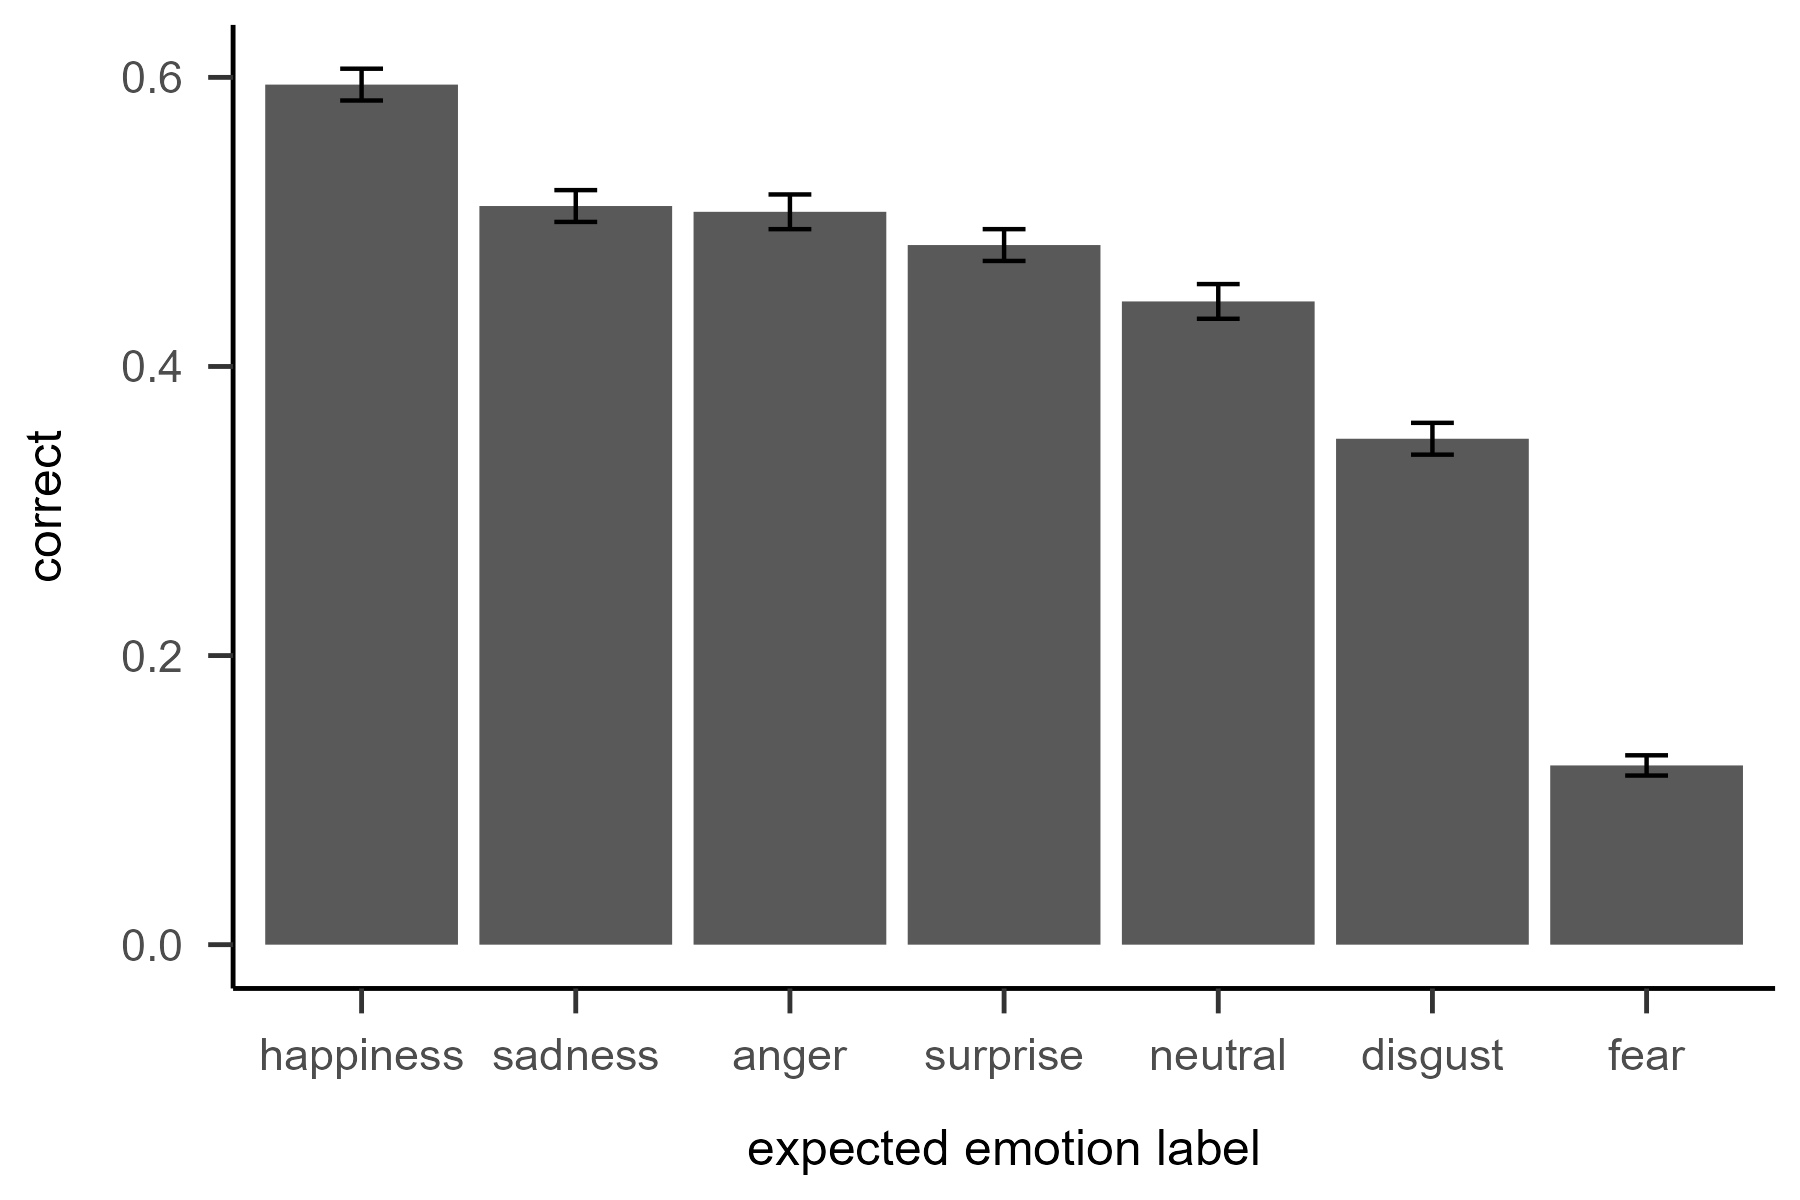 0.6
0.4
0.2
0.0
correct
happiness sadness anger surprise neutral disgust fear
expected emotion label